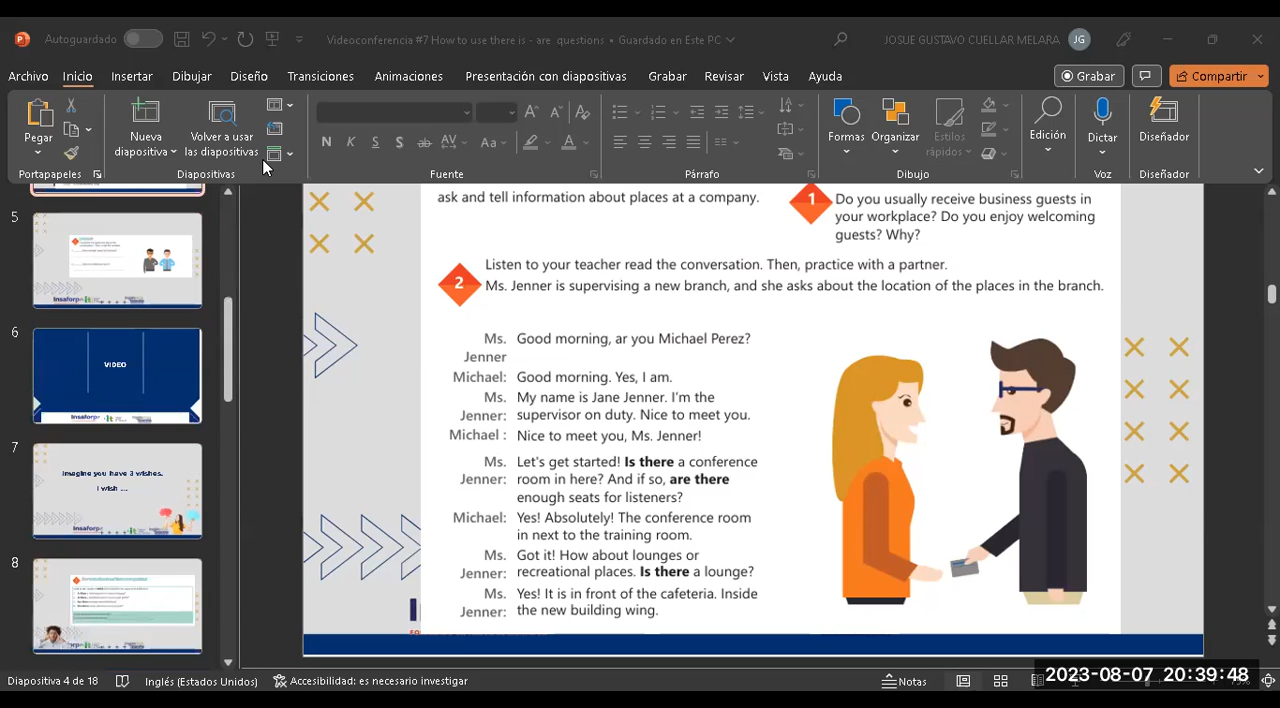 Autoguardado
Videoconferencia #7 How to use there is - are questions • Guardado en Este PC
JOSUE GUSTAVO CUELLAR MELARA
JG
Archivo Inicio Insertar Dibujar Diseño Transiciones Animaciones Presentación con diapositivas Grabar Revisar Vista Ayuda
Grabar
Compartir
Pegar
Nueva
diapositiva
Volver a usar
las diapositivas
N K S S ab AV Aa A
Formas Organizar Estilos
rápidos
Edición Dictar Diseñador
Portapapeles Diapositivas Fuente Párrafo Dibujo Voz Diseñador
5
6
VIDEO
7
Imagine you have 3 wishes.
I wish ...
Insaforp
8
ask and tell information about places at a company.
1
Do you usually receive business guests in
your workplace? Do you enjoy welcoming
guests? Why?
2
Listen to your teacher read the conversation. Then, practice with a partner.
Ms. Jenner is supervising a new branch, and she asks about the location of the places in the branch.
Ms. Good morning, ar you Michael Perez?
Jenner
Michael: Good morning. Yes, I am.
Ms. My name is Jane Jenner. I'm the
Jenner: supervisor on duty. Nice to meet you.
Michael : Nice to meet you, Ms. Jenner!
Ms. Let's get started! Is there a conference
Jenner: room in here? And if so, are there
enough seats for listeners?
Michael: Yes! Absolutely! The conference room
in next to the training room.
Ms. Got it! How about lounges or
Jenner: recreational places. Is there a lounge?
Ms. Yes! It is in front of the cafeteria. Inside
Jenner: the new building wing.
Diapositiva 4 de 18
Inglés (Estados Unidos)
Accesibilidad: es necesario investigar
Notas
2023-08-07 20:39:48